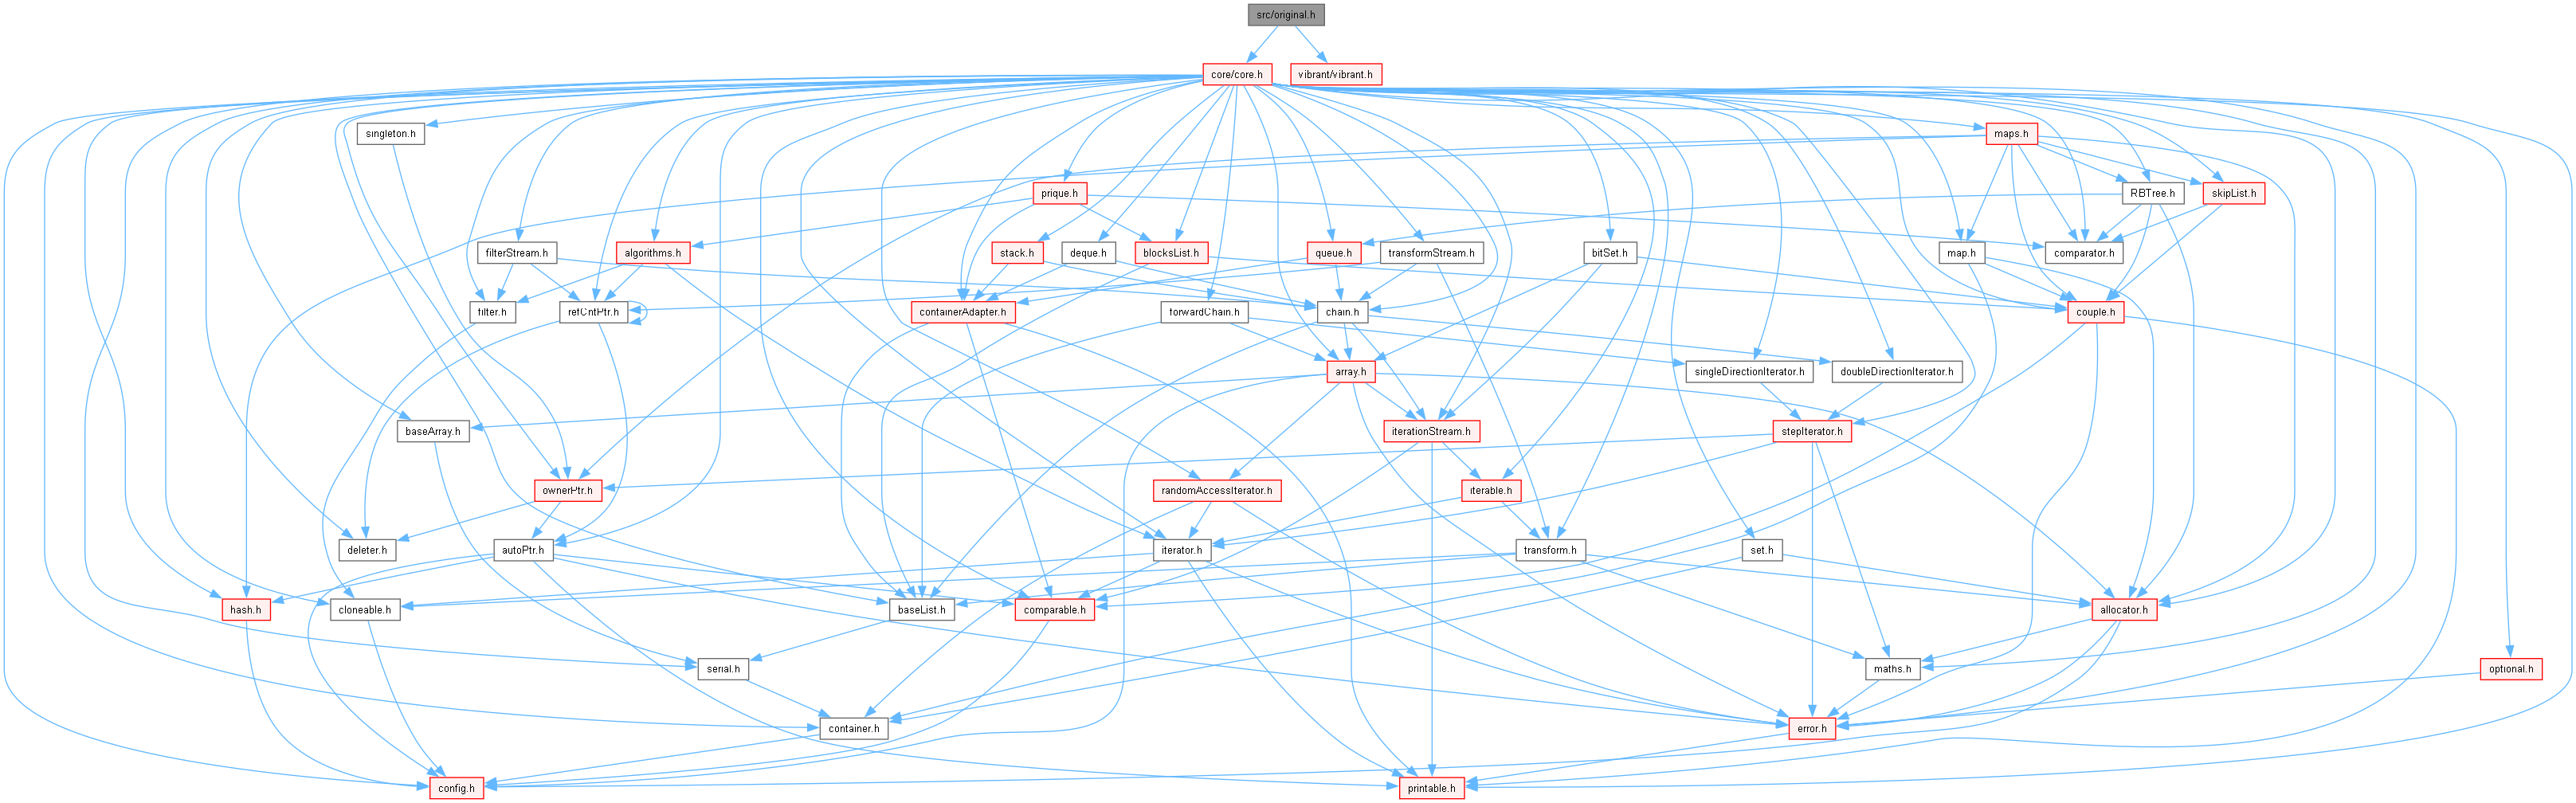 src/original.h
core/core.h
vibrant/vibrant.h
singleton.h
maps.h
prique.h
RBTree.h
skipList.h
filterStream.h
algorithms.h
stack.h
deque.h
blocksList.h
queue.h
transformStream.h
bitSet.h
map.h
comparator.h
filter.h
refCntPtr.h
containerAdapter.h
forwardChain.h
chain.h
couple.h
array.h
singleDirectionIterator.h
doubleDirectionIterator.h
baseArray.h
iterationStream.h
stepIterator.h
ownerPtr.h
randomAccessIterator.h
iterable.h
deleter.h
autoPtr.h
iterator.h
transform.h
set.h
hash.h
cloneable.h
baseList.h
comparable.h
allocator.h
serial.h
maths.h
optional.h
container.h
error.h
config.h
printable.h